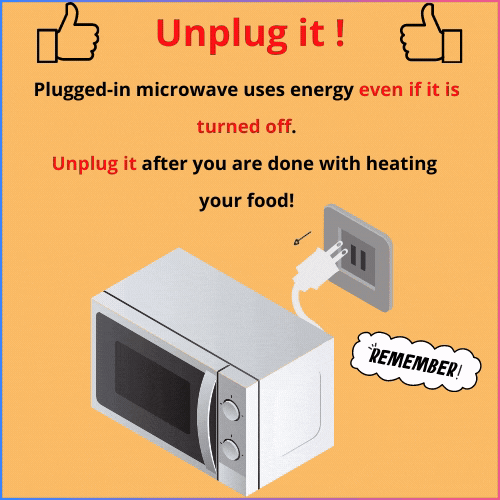 Unplug it !
Plugged-in microwave uses energy even if it is
turned off.
Unplug it after you are done with heating
your food!
REMEMBER!